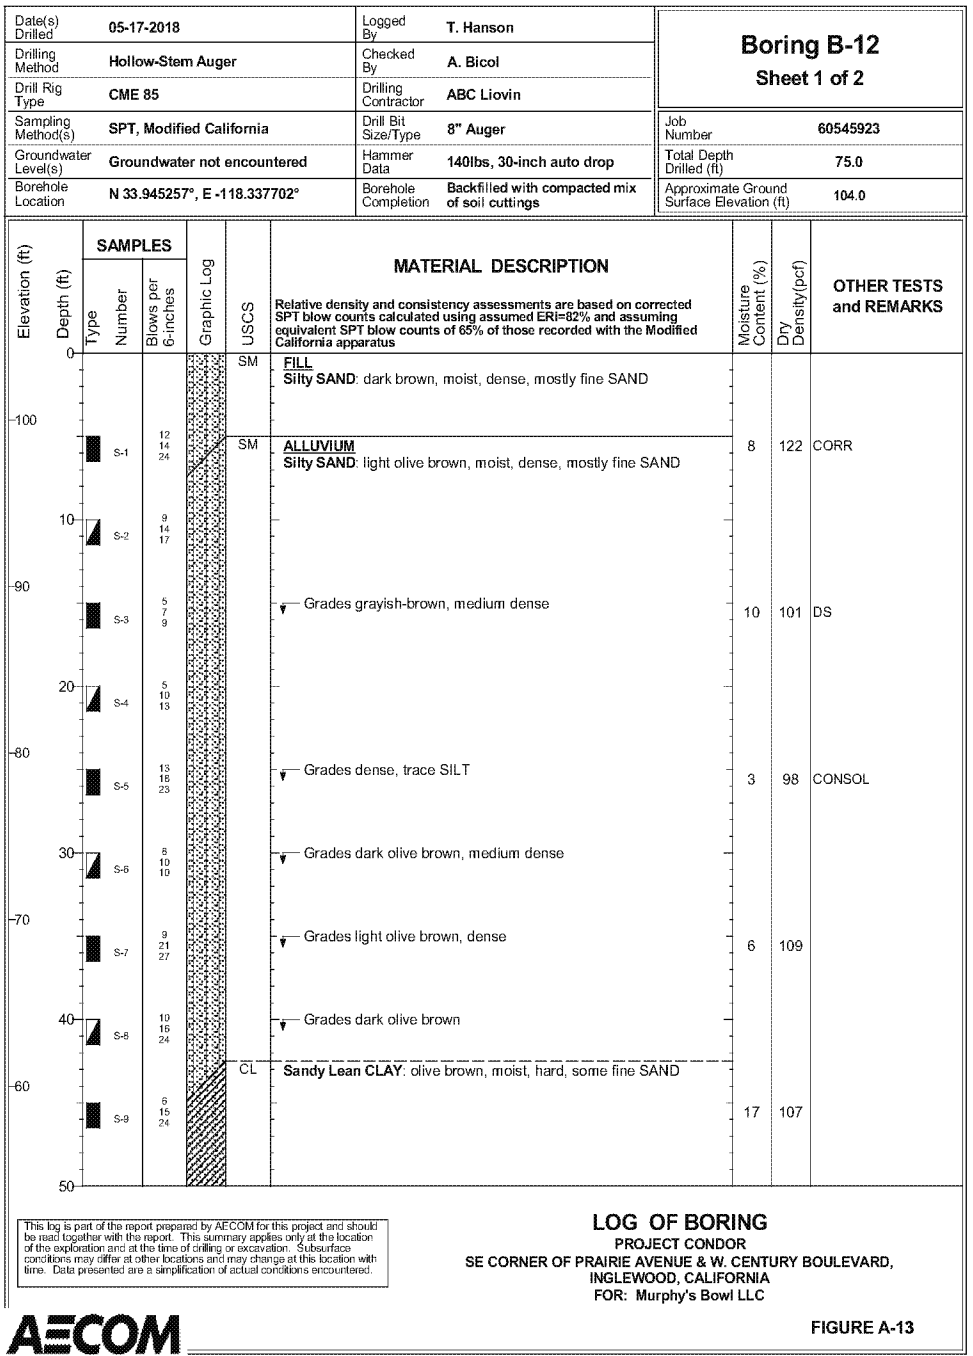 Date(s) Drilled 05-17-2018
Logged By T. Hanson
Drilling Method Hollow-Stem Auger
Checked By A. Bicol
Drill Rig Type CME 85
Drilling Contractor ABC Liovin
Sampling Method(s) SPT, Modified California
Drill Bit Size/Type 8" Auger
Groundwater Level(s) Groundwater not encountered
Hammer Data 140lbs, 30-inch auto drop
Borehole Location N 33.945257°, E -118.337702°
Borehole Completion Backfilled with compacted mix of soil cuttings
Boring B-12
Sheet 1 of 2
Job Number 60545923
Total Depth Drilled (ft) 75.0
Approximate Ground Surface Elevation (ft) 104.0
Elevation (ft)
Depth (ft)
SAMPLES
Type
Number
Blows per 6-inches
Graphic Log
USCS
MATERIAL DESCRIPTION
Relative density and consistency assessments are based on corrected
SPT blow counts calculated using assumed ERi=82% and assuming
equivalent SPT blow counts of 65% of those recorded with the Modified
California apparatus
Moisture Content (%)
Dry Density(pcf)
OTHER TESTS
and REMARKS
0
SM FILL
Silty SAND: dark brown, moist, dense, mostly fine SAND
100
S-1 12 14 24
SM ALLUVIUM 8 122 CORR
Silty SAND: light olive brown, moist, dense, mostly fine SAND
10
S-2 9 14 17
90
S-3 5 7 9
Grades grayish-brown, medium dense
10 101 DS
20
S-4 5 10 13
80
S-5 13 18 23
Grades dense, trace SILT
3 98 CONSOL
30
S-6 10
Grades dark olive brown, medium dense
70
S-7 9 21 27
Grades light olive brown, dense
6 109
40
S-8 10 16 24
Grades dark olive brown
CL Sandy Lean CLAY: olive brown, moist, hard, some fine SAND
60
S-9 6 15 24
17 107
50
This log is part of the report prepared by AECOM for this project and should
be read together with the report. This summary applies only at the location
of the exploration and at the time of drilling or excavation. Subsurface
conditions may differ at other locations and may change at this location with
time. Data presented are a simplification of actual conditions encountered.
LOG OF BORING
PROJECT CONDOR
SE CORNER OF PRAIRIE AVENUE & W. CENTURY BOULEVARD,
INGLEWOOD, CALIFORNIA
FOR: Murphy's Bowl LLC
AECOM
FIGURE A-13